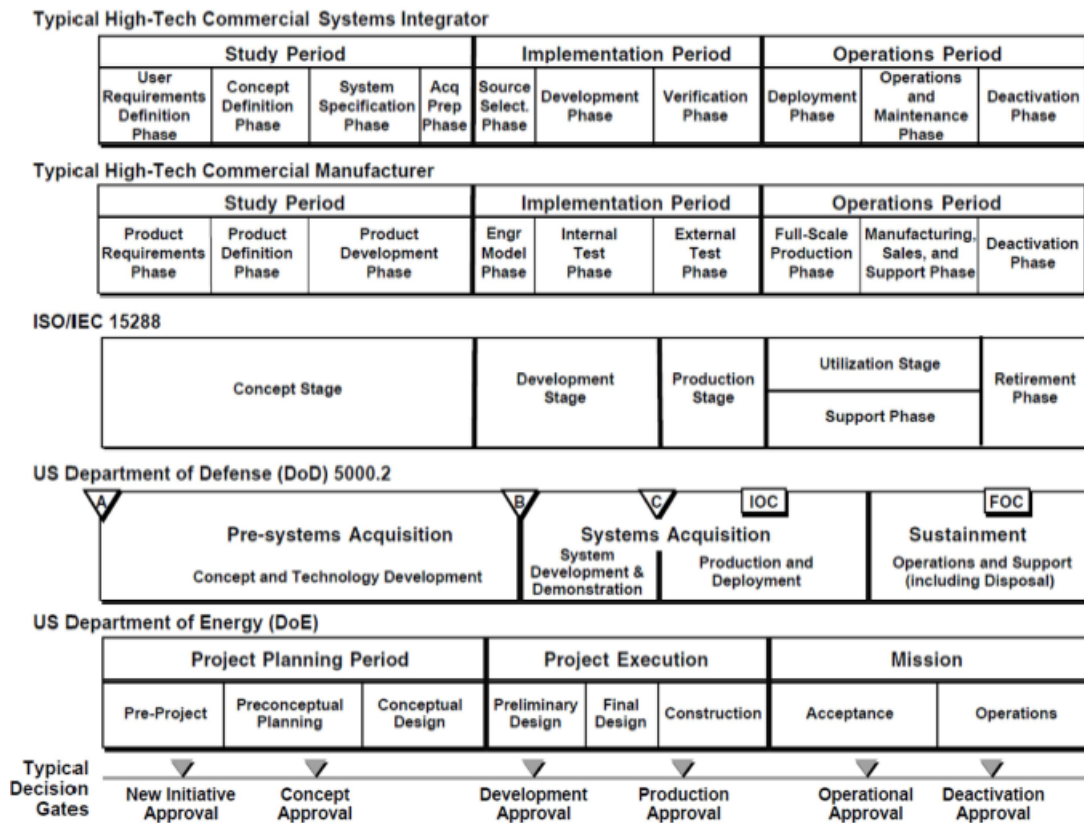 Typical High-Tech Commercial Systems Integrator
Study Period
Implementation Period
Operations Period
User
Requirements
Definition
Phase
Concept
Definition
Phase
System
Specification
Phase
Acq
Prep
Phase
Source
Select.
Phase
Development
Phase
Verification
Phase
Deployment
Phase
Operations
and
Maintenance
Phase
Deactivation
Phase
Typical High-Tech Commercial Manufacturer
Study Period
Implementation Period
Operations Period
Product
Requirements
Phase
Product
Definition
Phase
Product
Development
Phase
Engr
Model
Phase
Internal
Test
Phase
External
Test
Phase
Full-Scale
Production
Phase
Manufacturing,
Sales, and
Support Phase
Deactivation
Phase
ISO/IEC 15288
Concept Stage
Development
Stage
Production
Stage
Utilization Stage
Support Phase
Retirement
Phase
US Department of Defense (DoD) 5000.2
A
B
C
IOC
FOC
Pre-systems Acquisition
Concept and Technology Development
Systems Acquisition
System
Development &
Demonstration
Production and
Deployment
Sustainment
Operations and Support
(including Disposal)
US Department of Energy (DoE)
Project Planning Period
Project Execution
Mission
Pre-Project
Preconceptual
Planning
Conceptual
Design
Preliminary
Design
Final
Design
Construction
Acceptance
Operations
Typical
Decision
Gates
New Initiative
Approval
Concept
Approval
Development
Approval
Production
Approval
Operational
Approval
Deactivation
Approval